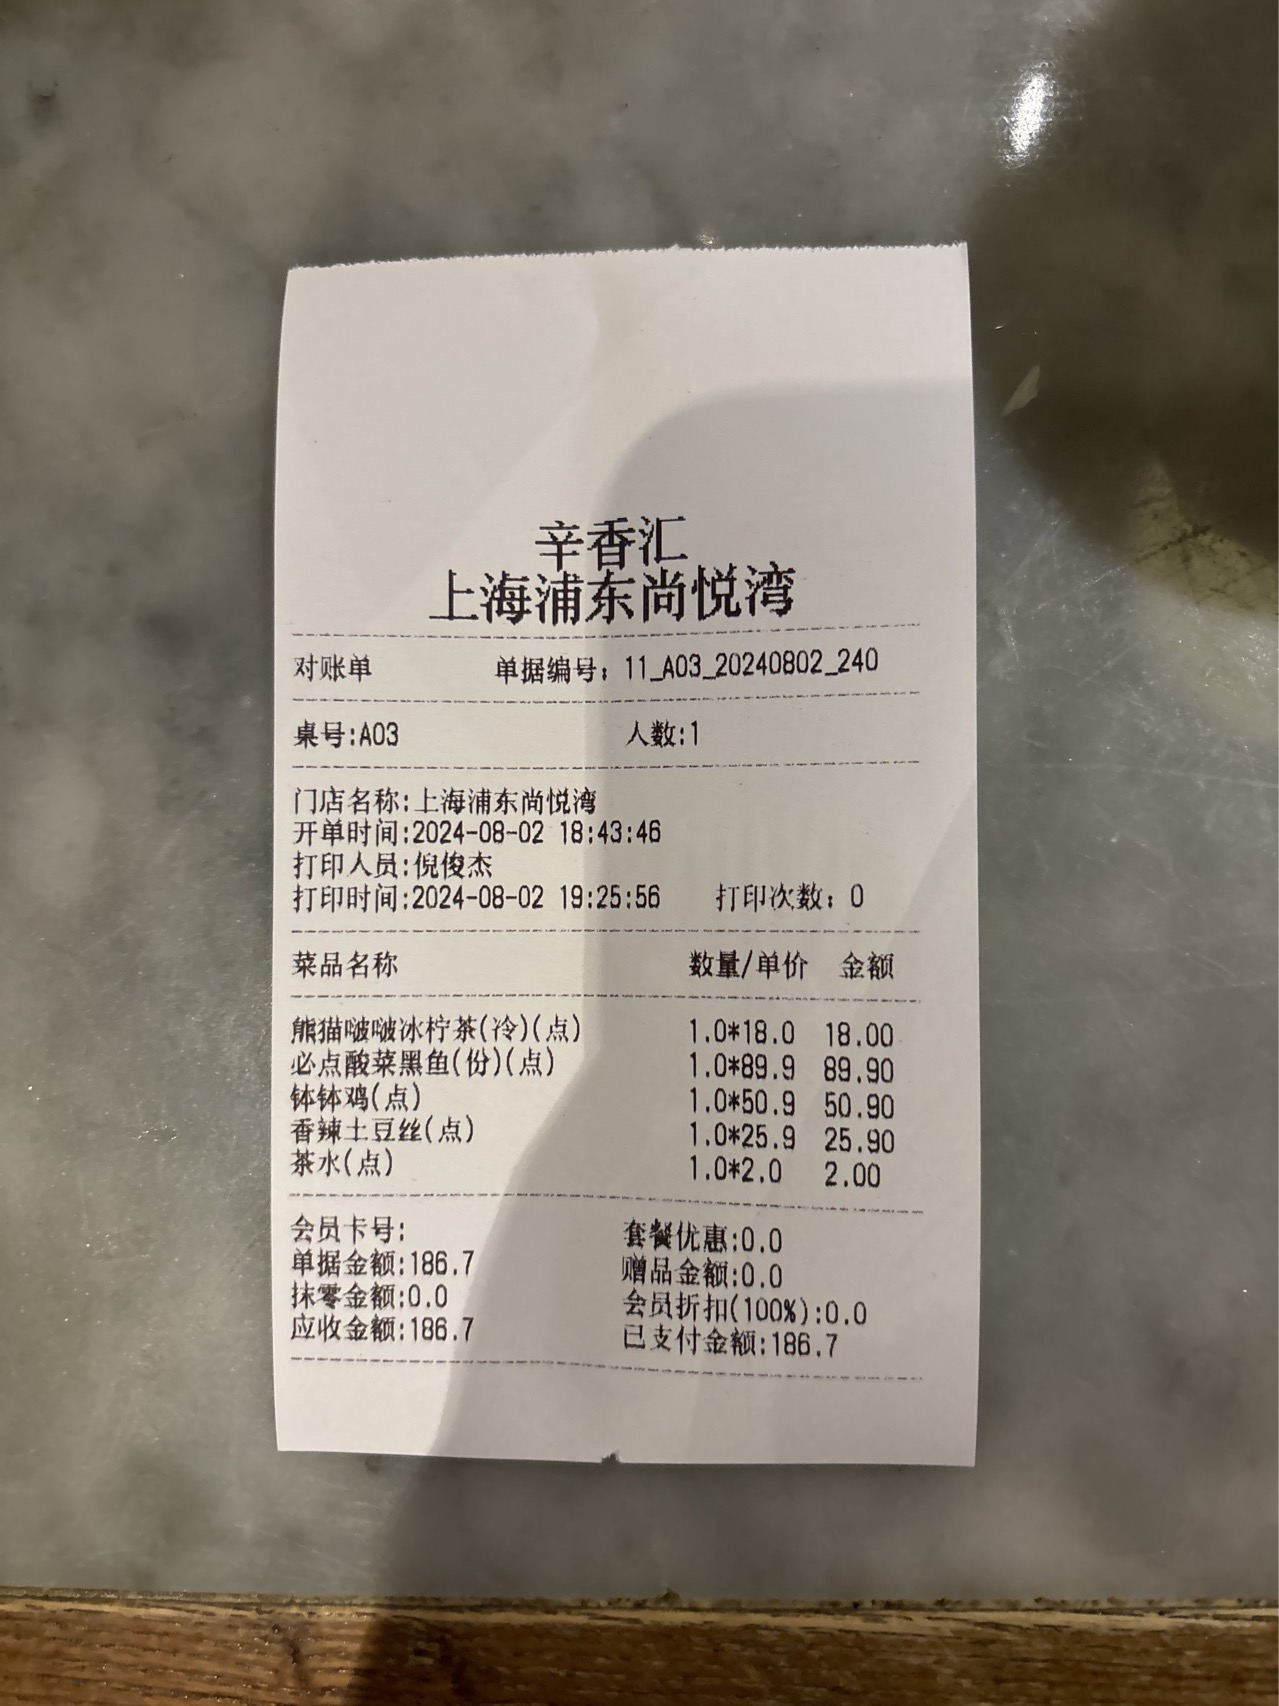 辛香汇
上海浦东尚悦湾
对账单 单据编号：11_A03_20240802_240
桌号:A03 人数:1
门店名称:上海浦东尚悦湾
开单时间:2024-08-02 18:43:46
打印人员:倪俊杰
打印时间:2024-08-02 19:25:56 打印次数：0
菜品名称 数量/单价 金额
熊猫啵啵冰柠茶(冷)(点) 1.0*18.0 18.00
必点酸菜黑鱼(份)(点) 1.0*89.9 89.90
钵钵鸡(点) 1.0*50.9 50.90
香辣土豆丝(点) 1.0*25.9 25.90
茶水(点) 1.0*2.0 2.00
会员卡号: 套餐优惠:0.0
单据金额:186.7 赠品金额:0.0
抹零金额:0.0 会员折扣(100%):0.0
应收金额:186.7 已支付金额:186.7